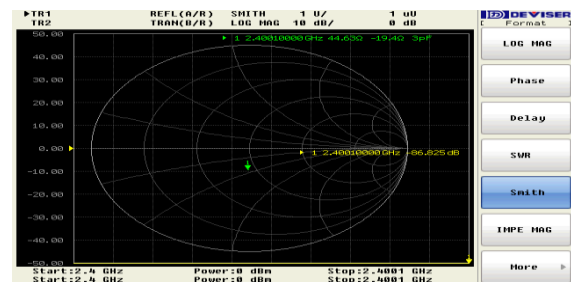 ▶TR1 REFL(A/R) SMITH 1 U/ 1 uU
TR2 TRAN(B/R) LOG MAG 10 dB/ 0 dB
DEVISER
[ Format ]
50.00
▶ 1 2.40010000GHz 44.63Ω -19.4Ω 3pF
40.00
30.00
20.00
10.00
0.00
▶ 1 2.40010000GHz -86.825dB
-10.00
-20.00
-30.00
-40.00
-50.00
Start:2.4 GHz Power:0 dBm Stop:2.4001 GHz
Start:2.4 GHz Power:0 dBm Stop:2.4001 GHz
LOG MAG
Phase
Delay
SWR
Smith
IMPE MAG
More ▶